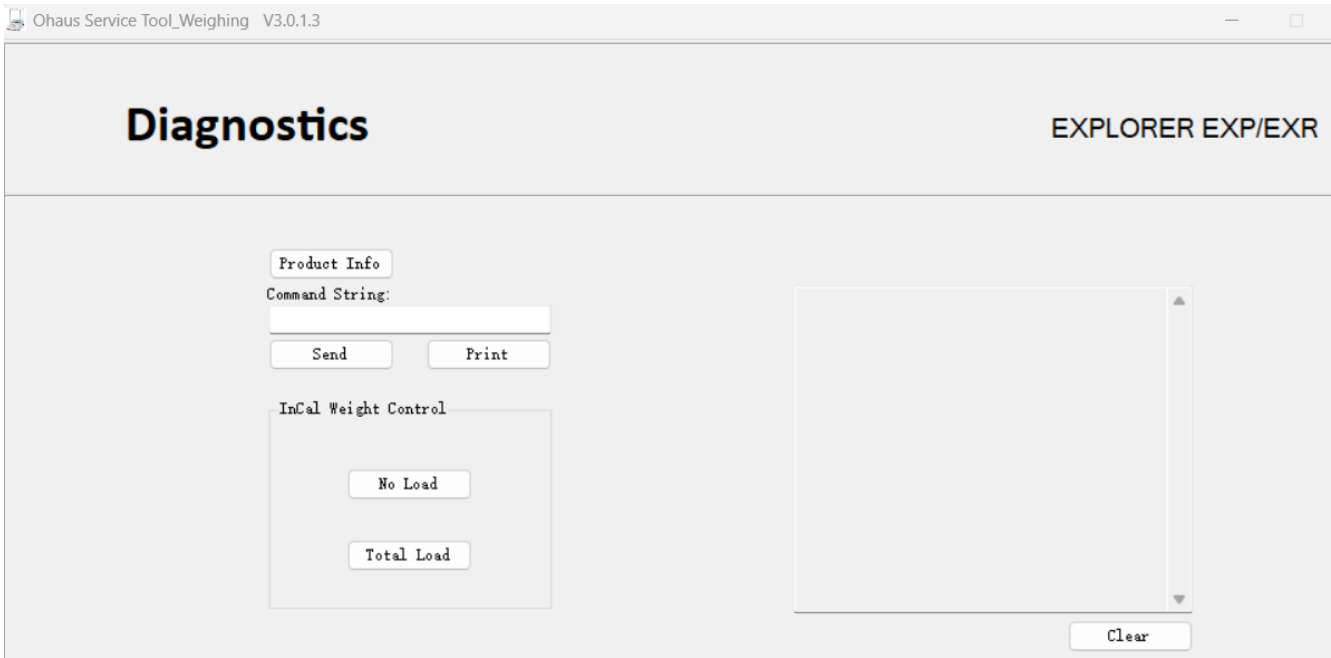 Ohaus Service Tool_Weighing V3.0.1.3
Diagnostics
EXPLORER EXP/EXR
Product Info
Command String:
Send
Print
InCal Weight Control
No Load
Total Load
Clear